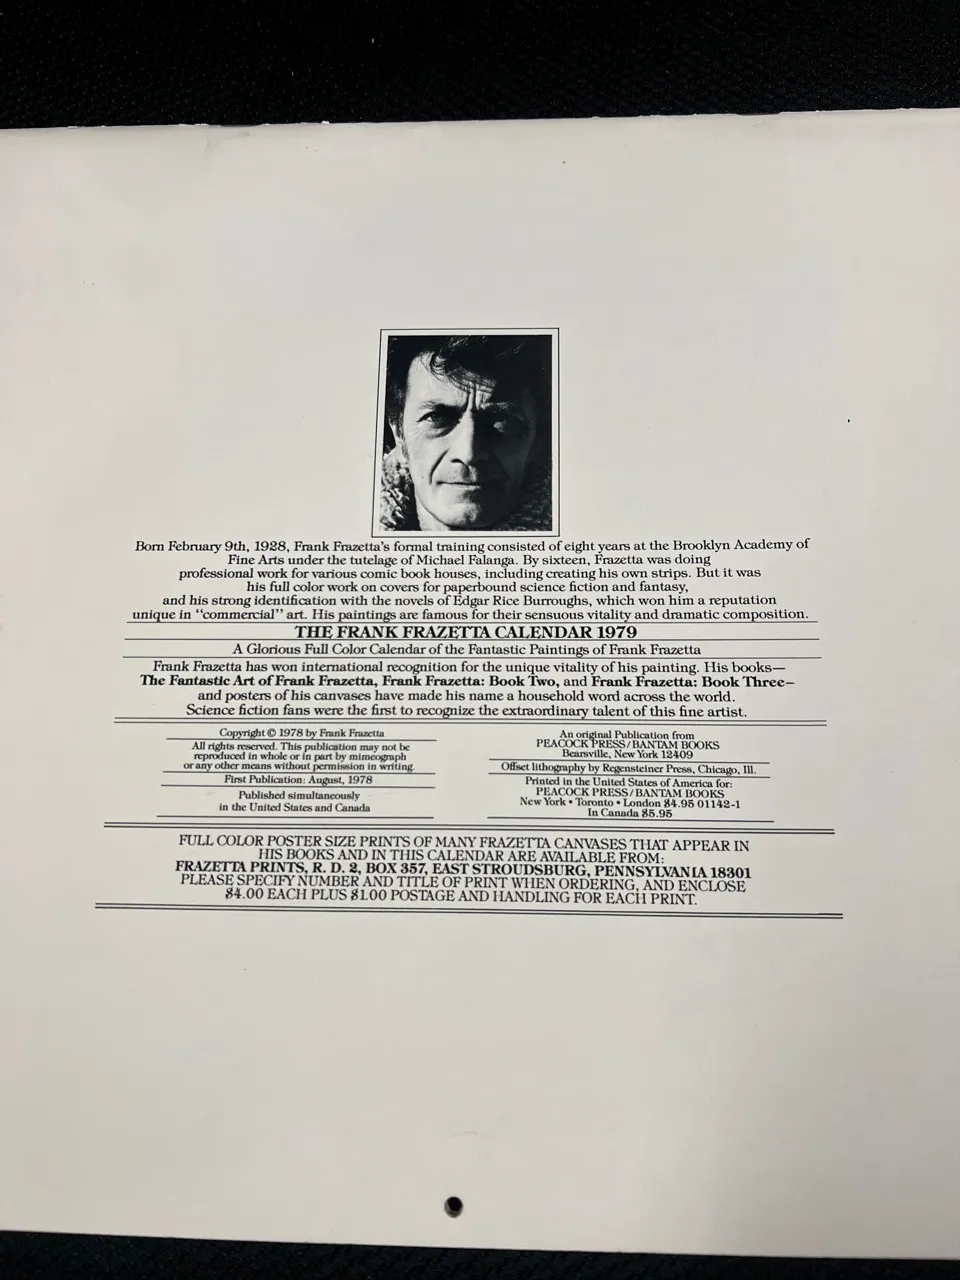 Born February 9th, 1928, Frank Frazetta's formal training consisted of eight years at the Brooklyn Academy of
Fine Arts under the tutelage of Michael Falanga. By sixteen, Frazetta was doing
professional work for various comic book houses, including creating his own strips. But it was
his full color work on covers for paperbound science fiction and fantasy,
and his strong identification with the novels of Edgar Rice Burroughs, which won him a reputation
unique in "commercial" art. His paintings are famous for their sensuous vitality and dramatic composition.
THE FRANK FRAZETTA CALENDAR 1979
A Glorious Full Color Calendar of the Fantastic Paintings of Frank Frazetta
Frank Frazetta has won international recognition for the unique vitality of his painting. His books—
The Fantastic Art of Frank Frazetta, Frank Frazetta: Book Two, and Frank Frazetta: Book Three—
and posters of his canvases have made his name a household word across the world.
Science fiction fans were the first to recognize the extraordinary talent of this fine artist.
Copyright © 1978 by Frank Frazetta
All rights reserved. This publication may not be
reproduced in whole or in part by mimeograph
or any other means without permission in writing.
First Publication: August, 1978
Published simultaneously
in the United States and Canada
An original Publication from
PEACOCK PRESS/BANTAM BOOKS
Bearsville, New York 12409
Offset lithography by Regensteiner Press, Chicago, Ill.
Printed in the United States of America for:
PEACOCK PRESS/BANTAM BOOKS
New York • Toronto • London $4.95 01142-1
In Canada $5.95
FULL COLOR POSTER SIZE PRINTS OF MANY FRAZETTA CANVASES THAT APPEAR IN
HIS BOOKS AND IN THIS CALENDAR ARE AVAILABLE FROM:
FRAZETTA PRINTS, R. D. 2, BOX 357, EAST STROUDSBURG, PENNSYLVANIA 18301
PLEASE SPECIFY NUMBER AND TITLE OF PRINT WHEN ORDERING, AND ENCLOSE
$4.00 EACH PLUS $1.00 POSTAGE AND HANDLING FOR EACH PRINT.